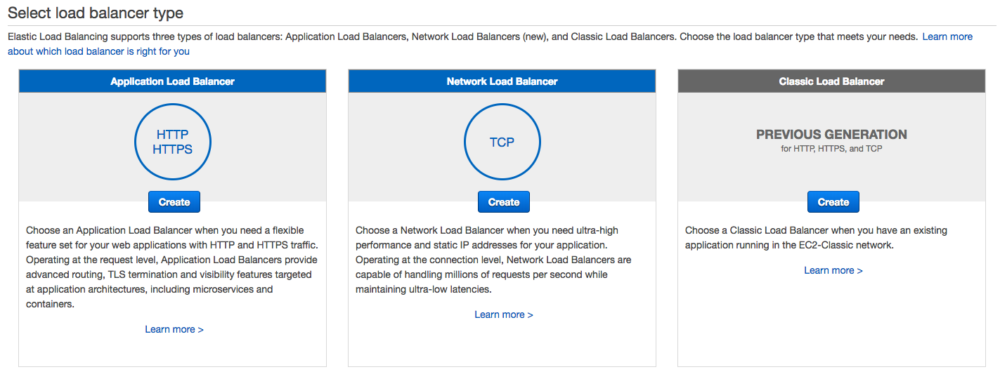 Select load balancer type
Elastic Load Balancing supports three types of load balancers: Application Load Balancers, Network Load Balancers (new), and Classic Load Balancers. Choose the load balancer type that meets your needs. Learn more
about which load balancer is right for you
Application Load Balancer
HTTP
HTTPS
Create
Choose an Application Load Balancer when you need a flexible
feature set for your web applications with HTTP and HTTPS traffic.
Operating at the request level, Application Load Balancers provide
advanced routing, TLS termination and visibility features targeted
at application architectures, including microservices and
containers.
Learn more >
Network Load Balancer
TCP
Create
Choose a Network Load Balancer when you need ultra-high
performance and static IP addresses for your application.
Operating at the connection level, Network Load Balancers are
capable of handling millions of requests per second while
maintaining ultra-low latencies.
Learn more >
Classic Load Balancer
PREVIOUS GENERATION
for HTTP, HTTPS, and TCP
Create
Choose a Classic Load Balancer when you have an existing
application running in the EC2-Classic network.
Learn more >